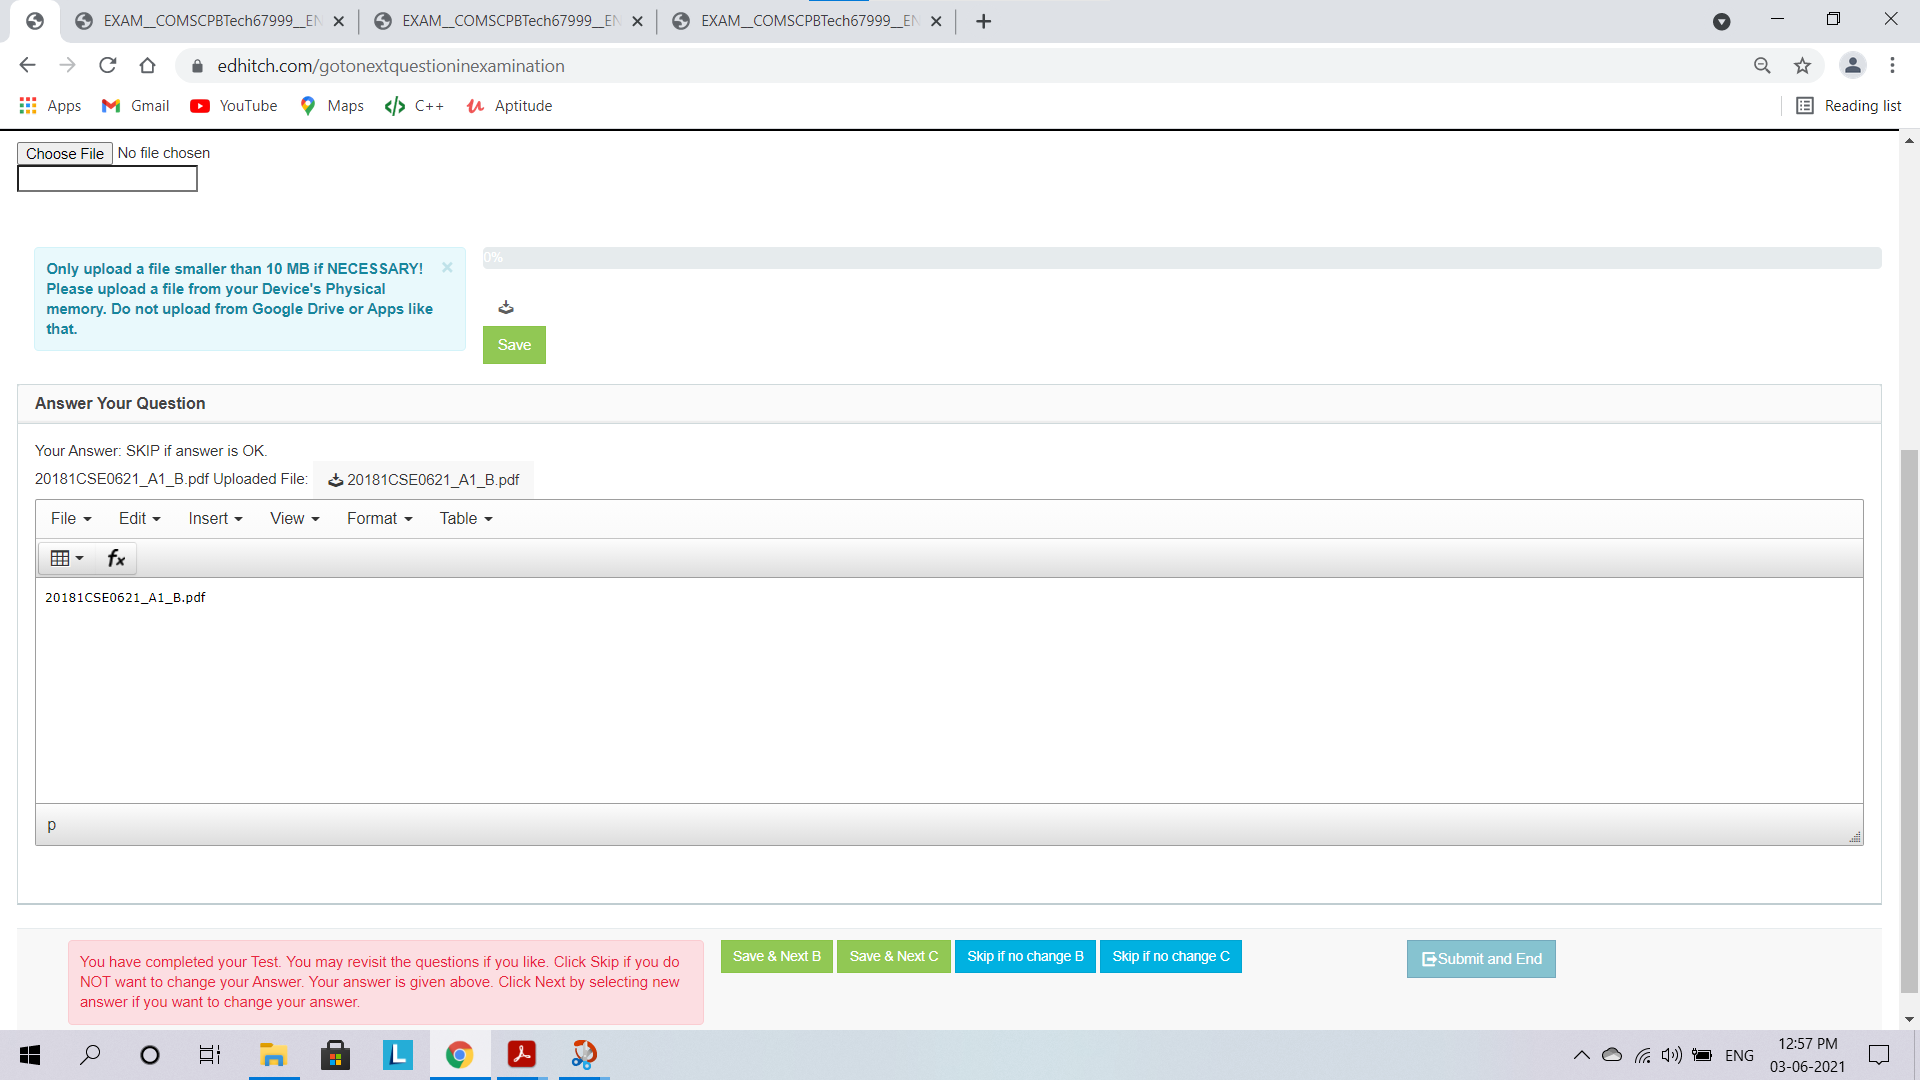 EXAM__COMSCPBTech67999__EN
EXAM__COMSCPBTech67999__EN
EXAM__COMSCPBTech67999__EN
edhitch.com/gotonextquestioninexamination
Apps Gmail YouTube Maps C++ Aptitude Reading list
Choose File No file chosen
Only upload a file smaller than 10 MB if NECESSARY!
Please upload a file from your Device's Physical
memory. Do not upload from Google Drive or Apps like
that.
×
0%
Save
Answer Your Question
Your Answer: SKIP if answer is OK.
20181CSE0621_A1_B.pdf Uploaded File: 20181CSE0621_A1_B.pdf
File Edit Insert View Format Table
fx
20181CSE0621_A1_B.pdf
p
You have completed your Test. You may revisit the questions if you like. Click Skip if you do
NOT want to change your Answer. Your answer is given above. Click Next by selecting new
answer if you want to change your answer.
Save & Next B Save & Next C Skip if no change B Skip if no change C Submit and End
L
ENG
12:57 PM
03-06-2021